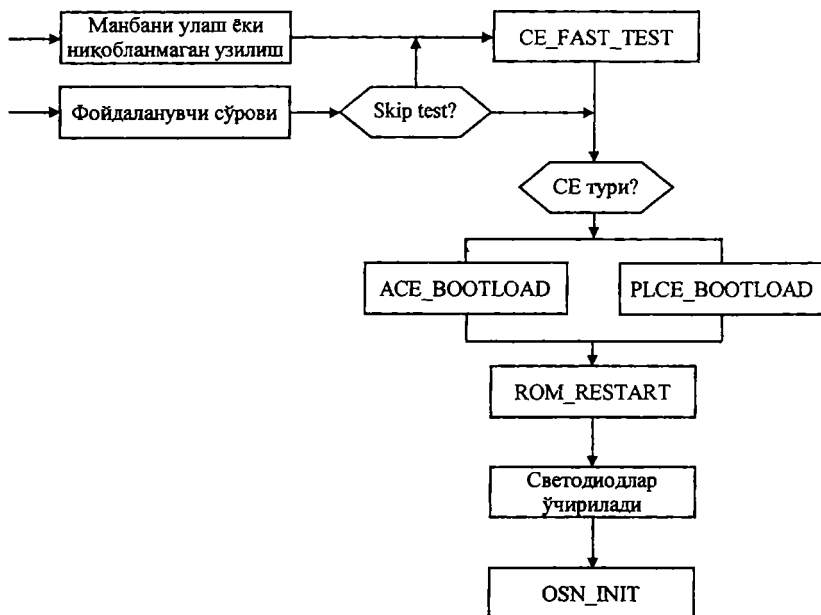 Манбани улаш ёки
ниқобланмаган узилиш
CE_FAST_TEST
Фойдаланувчи сўрови
Skip test?
CE тури?
ACE_BOOTLOAD
PLCE_BOOTLOAD
ROM_RESTART
Светодиодлар
ўчирилади
OSN_INIT